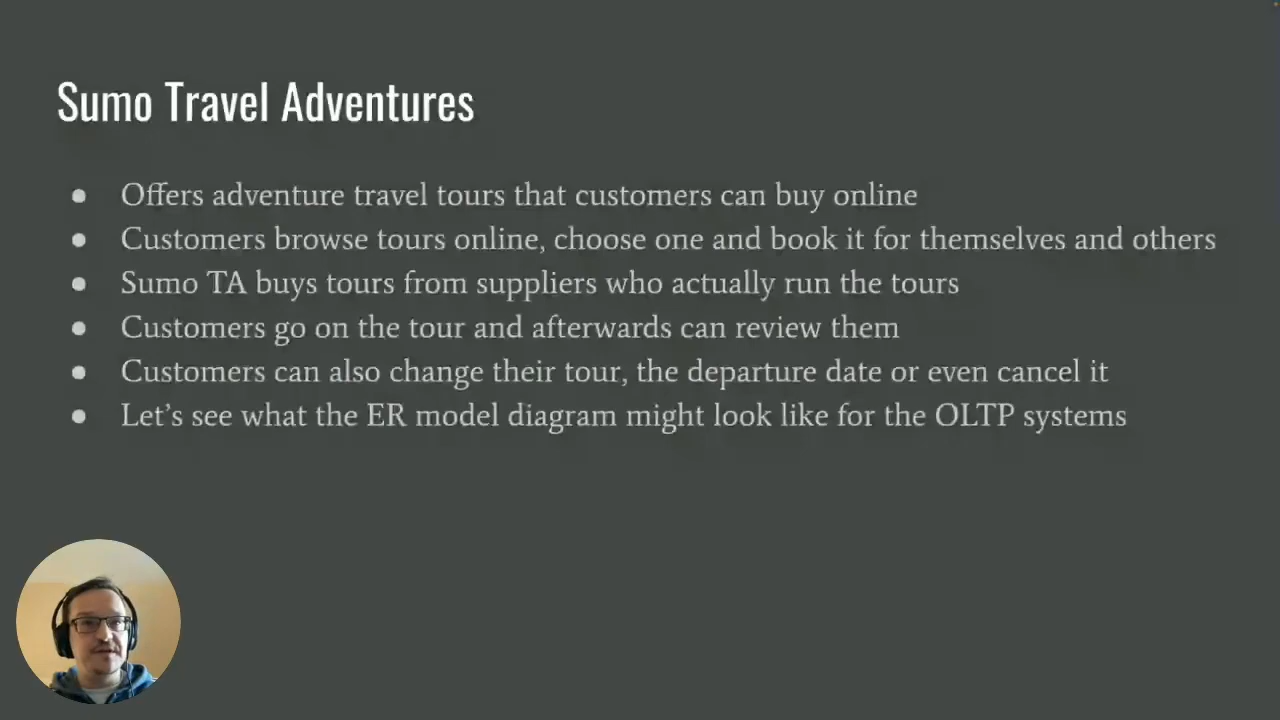 Sumo Travel Adventures
● Offers adventure travel tours that customers can buy online
● Customers browse tours online, choose one and book it for themselves and others
● Sumo TA buys tours from suppliers who actually run the tours
● Customers go on the tour and afterwards can review them
● Customers can also change their tour, the departure date or even cancel it
● Let’s see what the ER model diagram might look like for the OLTP systems